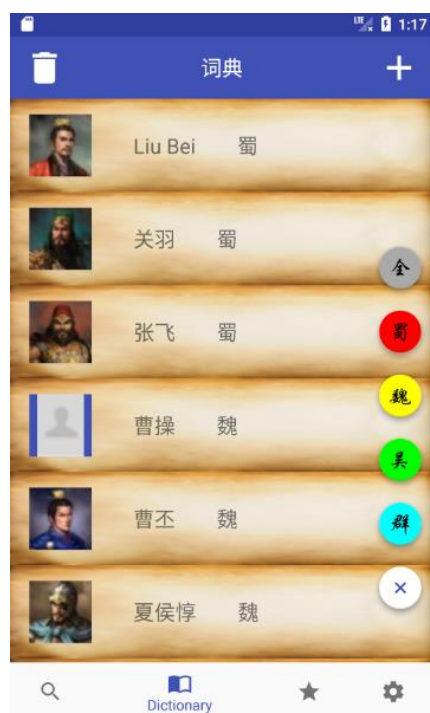 LTE 1:17
词典
Liu Bei 蜀
关羽 蜀
全
张飞 蜀
蜀
魏
曹操 魏
吴
曹丕 魏
群
夏侯惇 魏
Dictionary